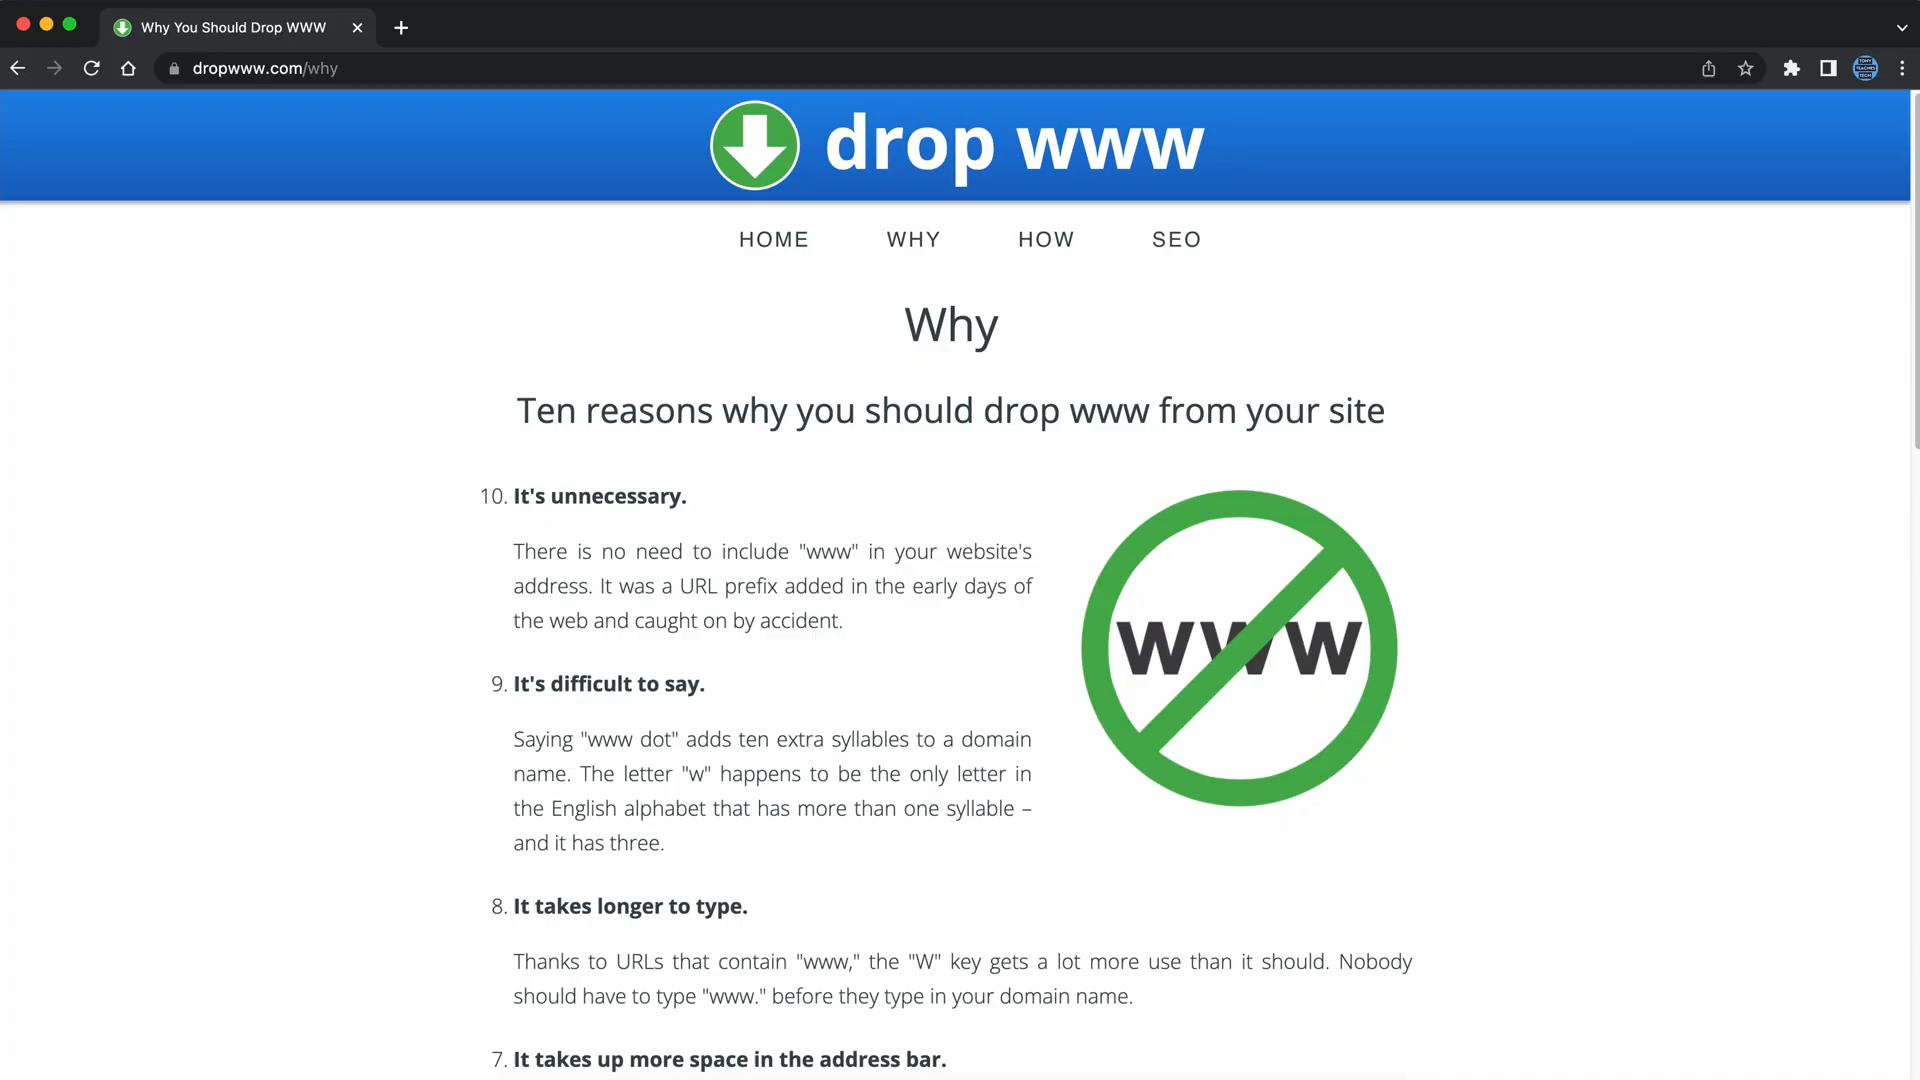 Why You Should Drop WWW
dropwww.com/why
TONY
TEACHES
TECH
drop www
HOME WHY HOW SEO
Why
Ten reasons why you should drop www from your site
10. It's unnecessary.
There is no need to include "www" in your website's
address. It was a URL prefix added in the early days of
the web and caught on by accident.
www
9. It's difficult to say.
Saying "www dot" adds ten extra syllables to a domain
name. The letter "w" happens to be the only letter in
the English alphabet that has more than one syllable –
and it has three.
8. It takes longer to type.
Thanks to URLs that contain "www," the "W" key gets a lot more use than it should. Nobody
should have to type "www." before they type in your domain name.
7. It takes up more space in the address bar.